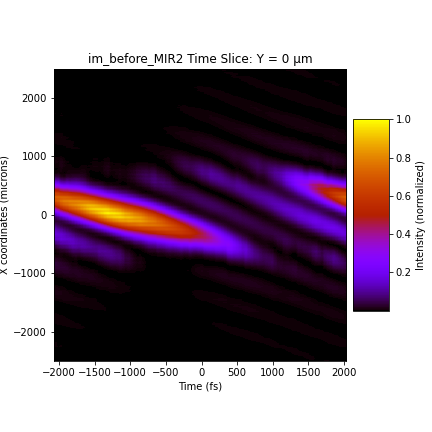 im_before_MIR2 Time Slice: Y = 0 μm
X coordinates (microns)
2000
1000
0
−1000
−2000
−2000 −1500 −1000 −500 0 500 1000 1500 2000
Time (fs)
1.0
0.8
0.6
0.4
0.2
Intensity (normalized)